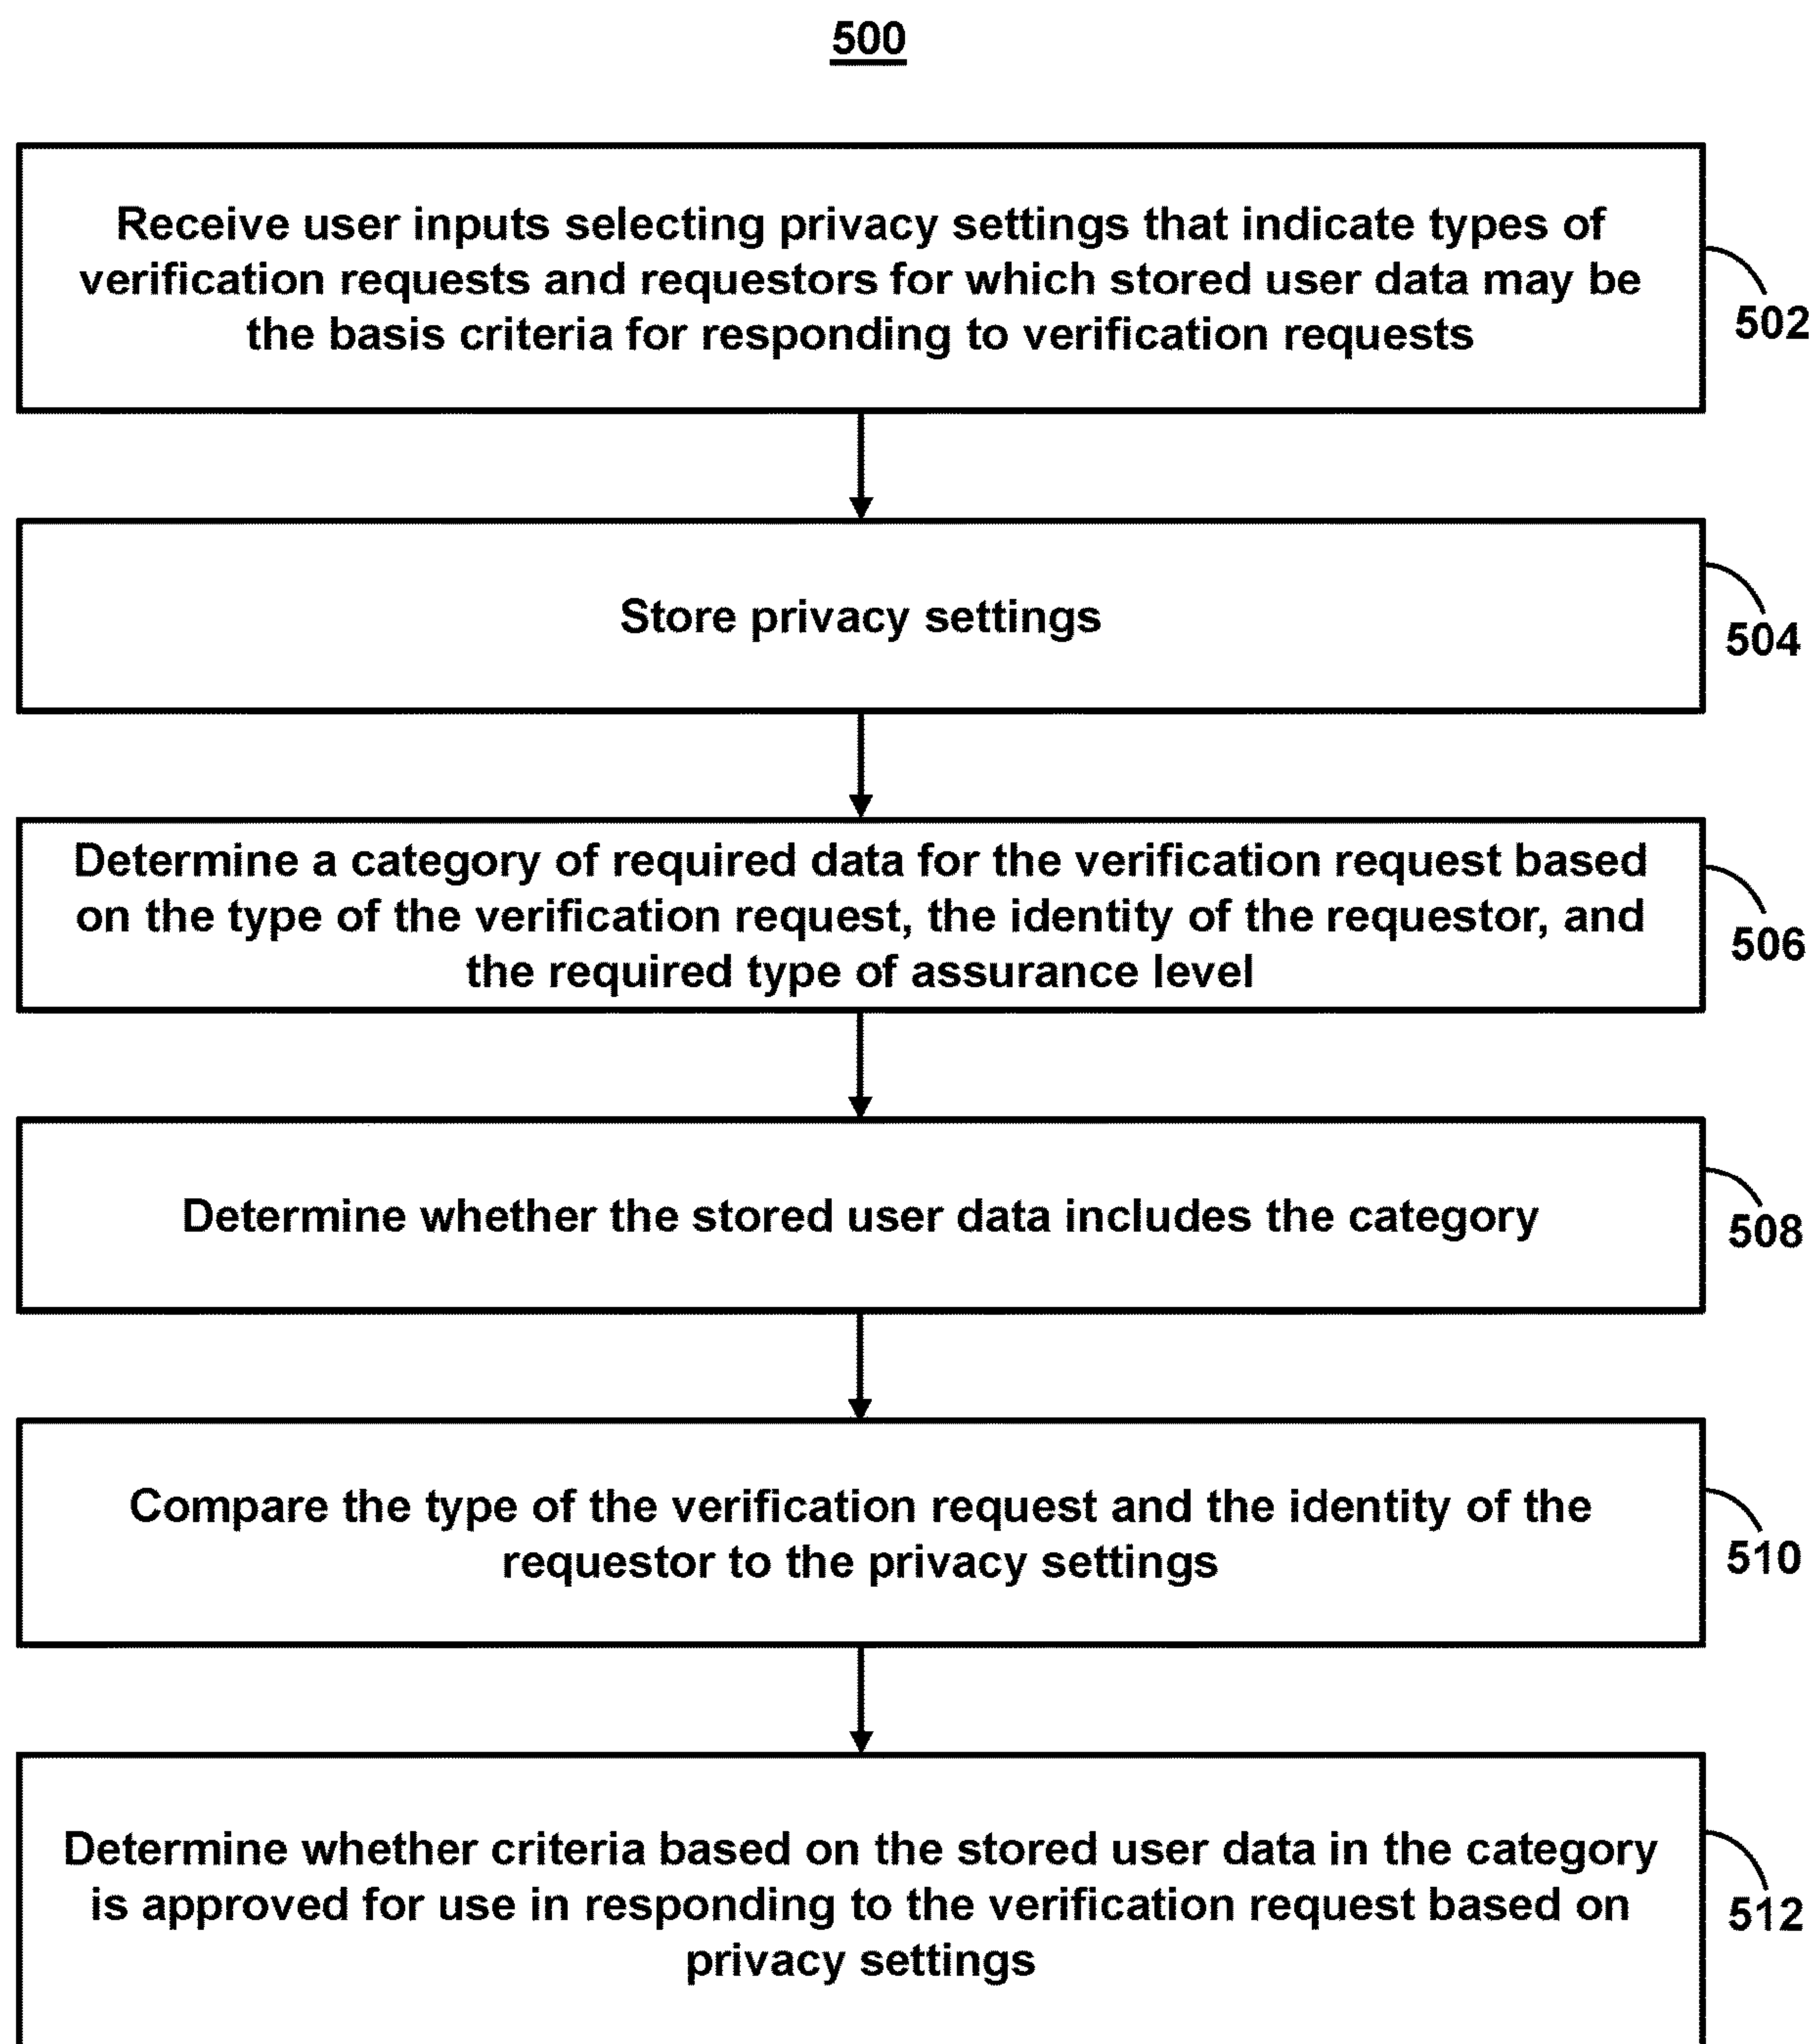 500
Receive user inputs selecting privacy settings that indicate types of
verification requests and requestors for which stored user data may be
the basis criteria for responding to verification requests
502
Store privacy settings
504
Determine a category of required data for the verification request based
on the type of the verification request, the identity of the requestor, and
the required type of assurance level
506
Determine whether the stored user data includes the category
508
Compare the type of the verification request and the identity of the
requestor to the privacy settings
510
Determine whether criteria based on the stored user data in the category
is approved for use in responding to the verification request based on
privacy settings
512